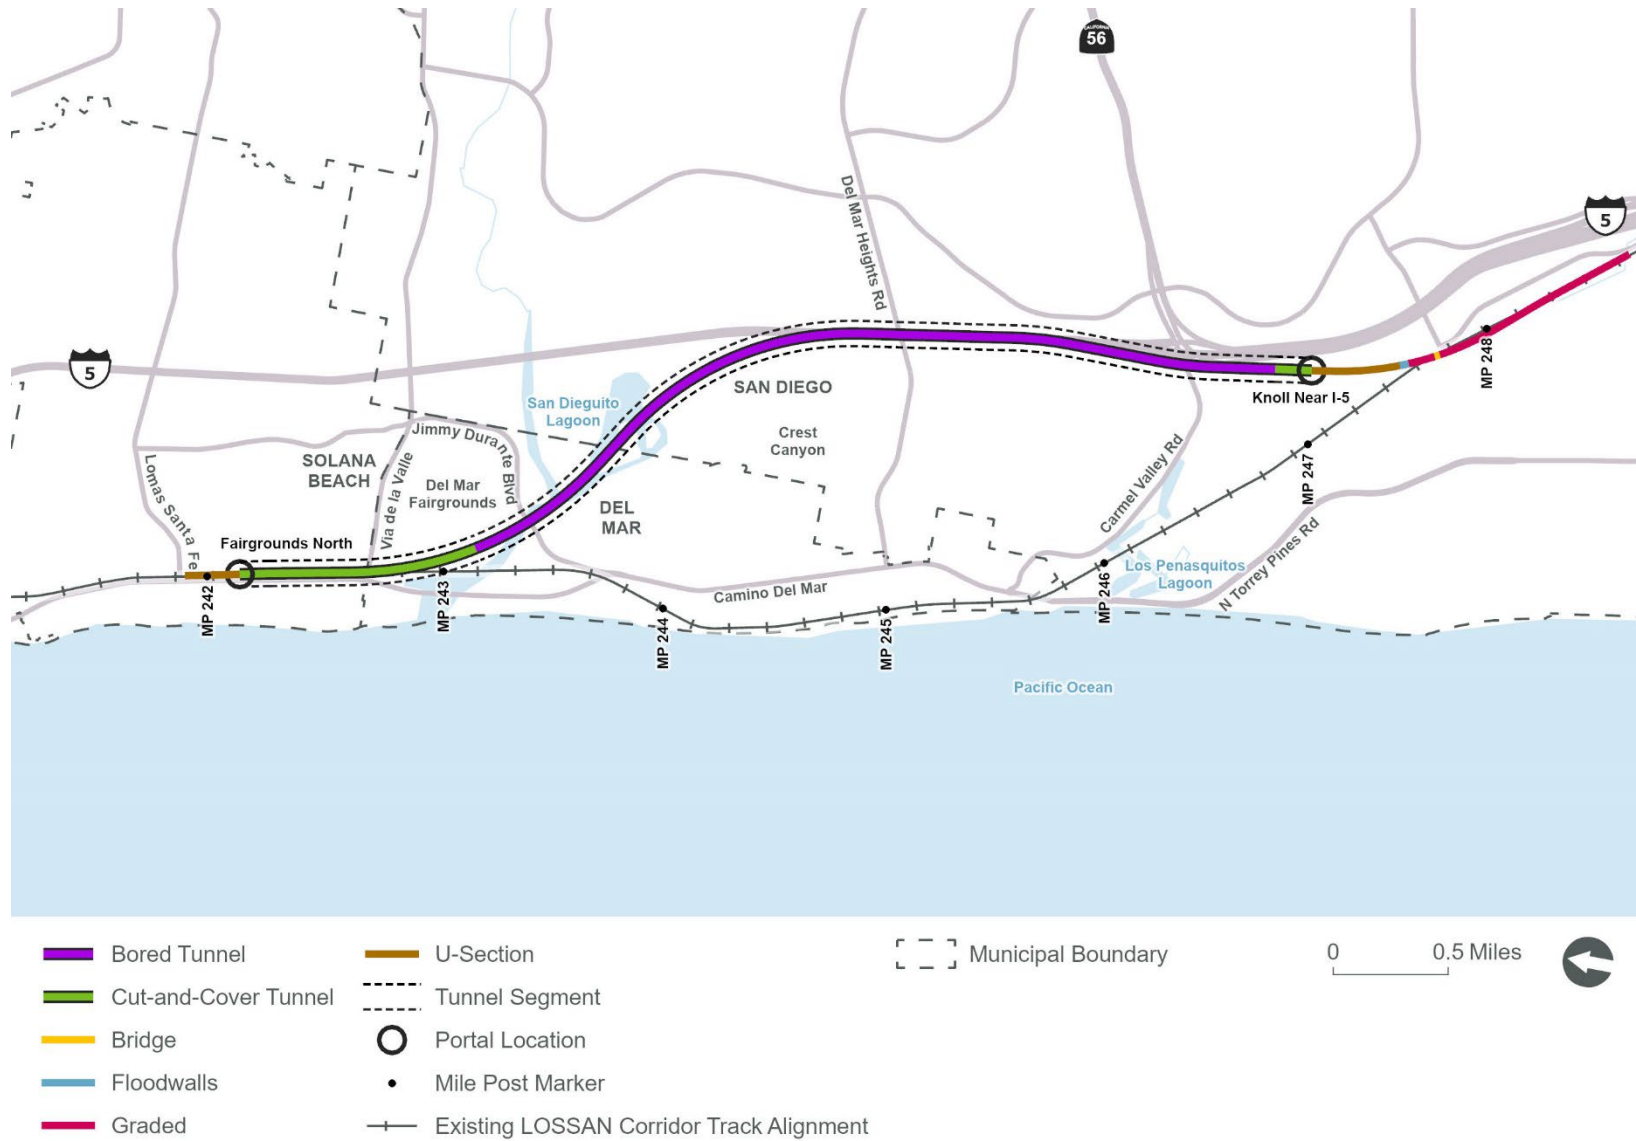 CALIFORNIA
56
5
Del Mar Heights Rd
5
MP 248
SAN DIEGO
Knoll Near I-5
San Dieguito
Lagoon
Crest
Canyon
Jimmy Durante Blvd
SOLANA
BEACH
Via de la Valle
Del Mar
Fairgrounds
Lomas Santa Fe
DEL
MAR
Carmel Valley Rd
MP 247
Fairgrounds North
N Torrey Pines Rd
Los Penasquitos
Lagoon
Camino Del Mar
MP 242
MP 243
MP 244
MP 245
MP 246
Pacific Ocean
Bored Tunnel
Cut-and-Cover Tunnel
Bridge
Floodwalls
Graded
U-Section
Tunnel Segment
Portal Location
Mile Post Marker
Existing LOSSAN Corridor Track Alignment
Municipal Boundary
0 0.5 Miles